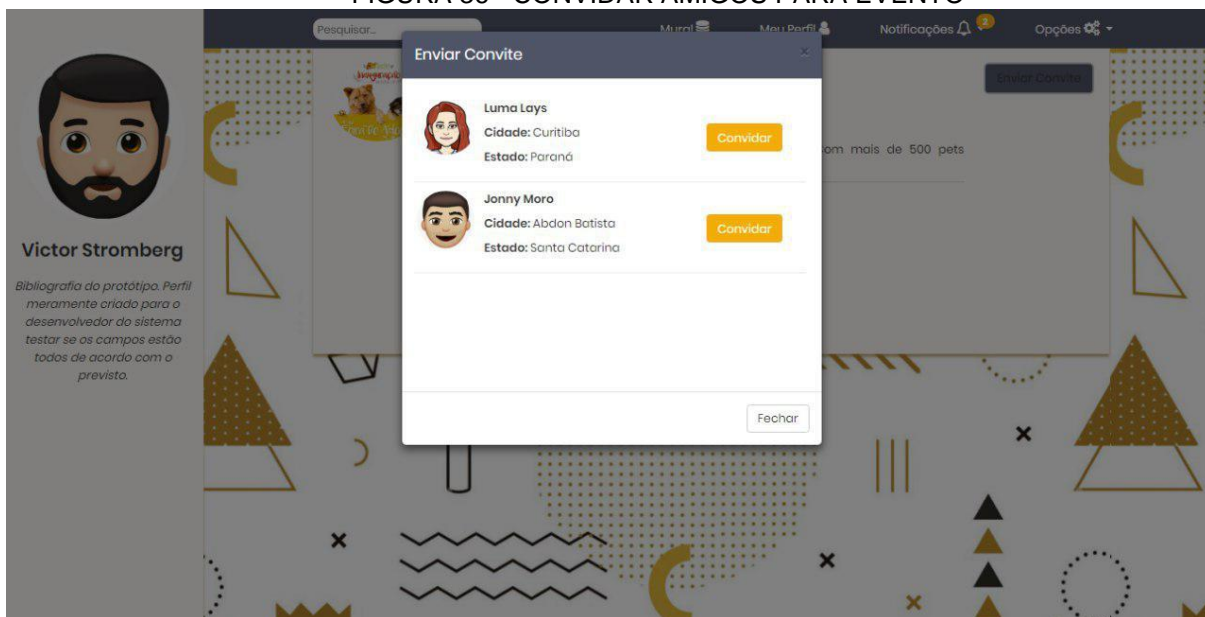 CONVIDAR AMIGOS PARA EVENTO
Pesquisar...
Mural
Meu Perfil
Notificações
2
Opções
Enviar Convite
×
Enviar Convite
Luma Lays
Cidade: Curitiba
Estado: Paraná
Convidar
com mais de 500 pets
Jonny Moro
Cidade: Abdon Batista
Estado: Santa Catarina
Convidar
Fechar
Victor Stromberg
Bibliografia do protótipo. Perfil
meramente criado para o
desenvolvedor do sistema
testar se os campos estão
todos de acordo com o
previsto.